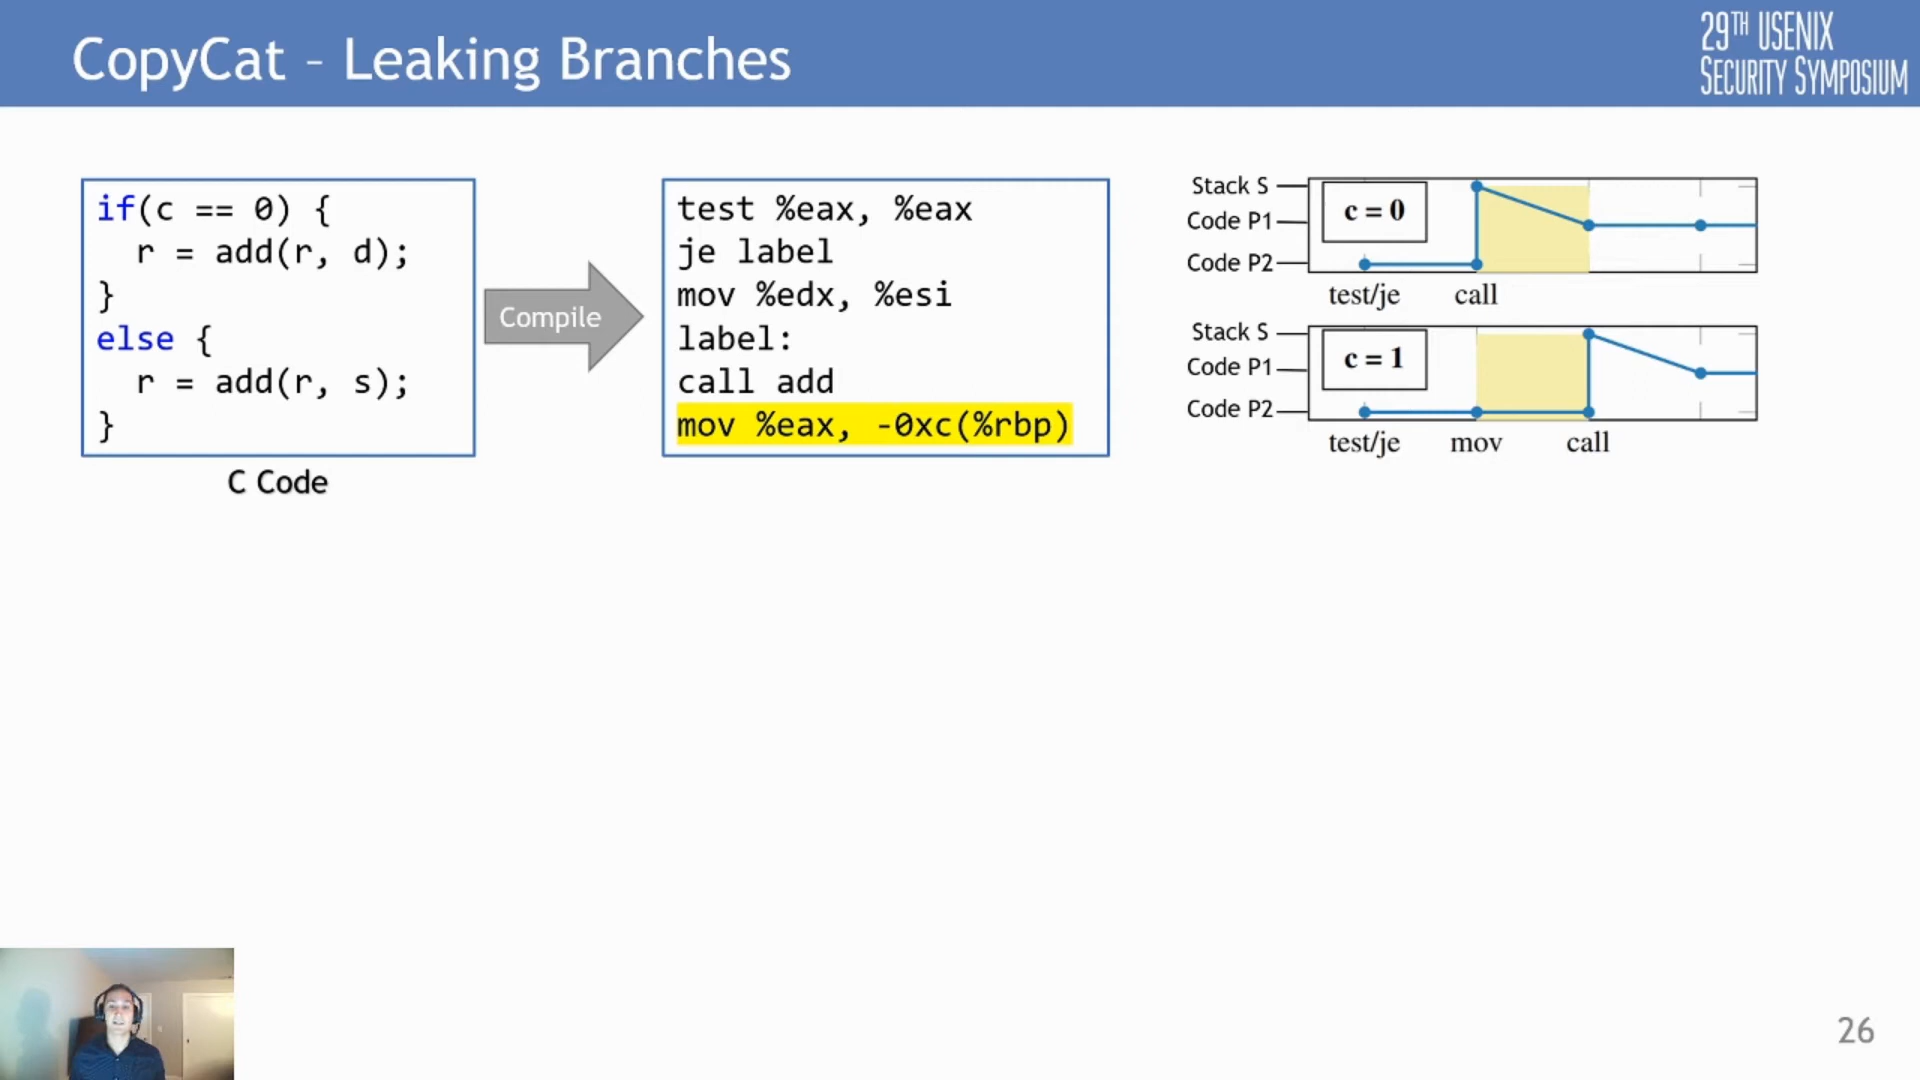 CopyCat – Leaking Branches
29TH USENIX
SECURITY SYMPOSIUM
if(c == 0) {
r = add(r, d);
}
else {
r = add(r, s);
}
C Code
Compile
test %eax, %eax
je label
mov %edx, %esi
label:
call add
mov %eax, -0xc(%rbp)
Stack S
Code P1
Code P2
c = 0
test/je call
Stack S
Code P1
Code P2
c = 1
test/je mov call
26